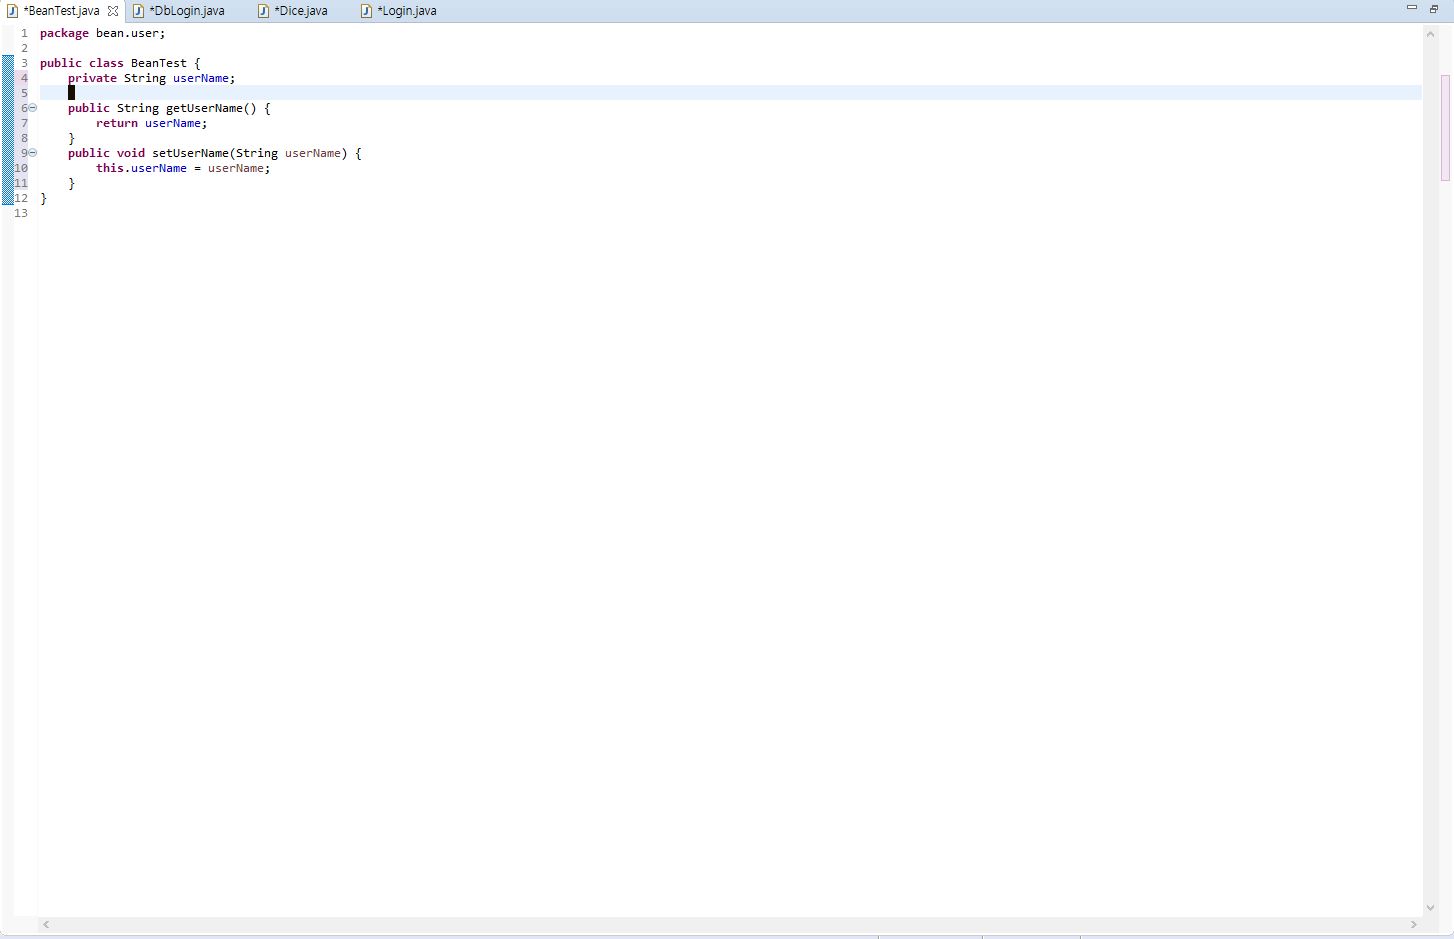 *BeanTest.java *DbLogin.java *Dice.java *Login.java
1 package bean.user;
2
3 public class BeanTest {
4     private String userName;
5
6     public String getUserName() {
7         return userName;
8     }
9     public void setUserName(String userName) {
10         this.userName = userName;
11     }
12 }
13